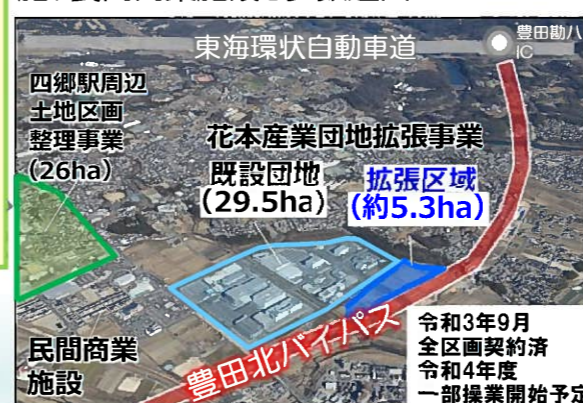 東海環状自動車道
豊田勘八
IC
四郷駅周辺
土地区画
整理事業
(26ha)
花本産業団地拡張事業
既設団地
(29.5ha)
拡張区域
(約5.3ha)
豊田北バイパス
民間商業
施設
令和3年9月
全区画契約済
令和4年度
一部操業開始予定